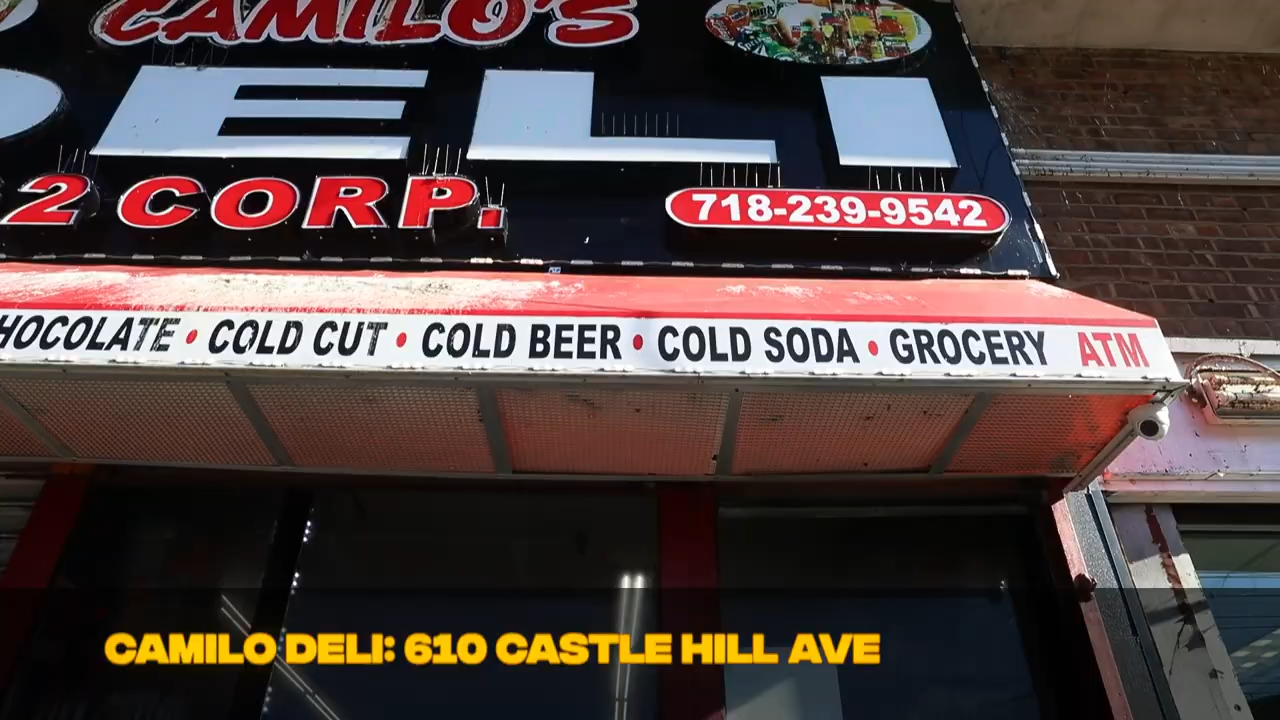 CAMILO'S
DELI
2 CORP.
718-239-9542
HOCOLATE • COLD CUT • COLD BEER • COLD SODA • GROCERY ATM
CAMILO DELI: 610 CASTLE HILL AVE